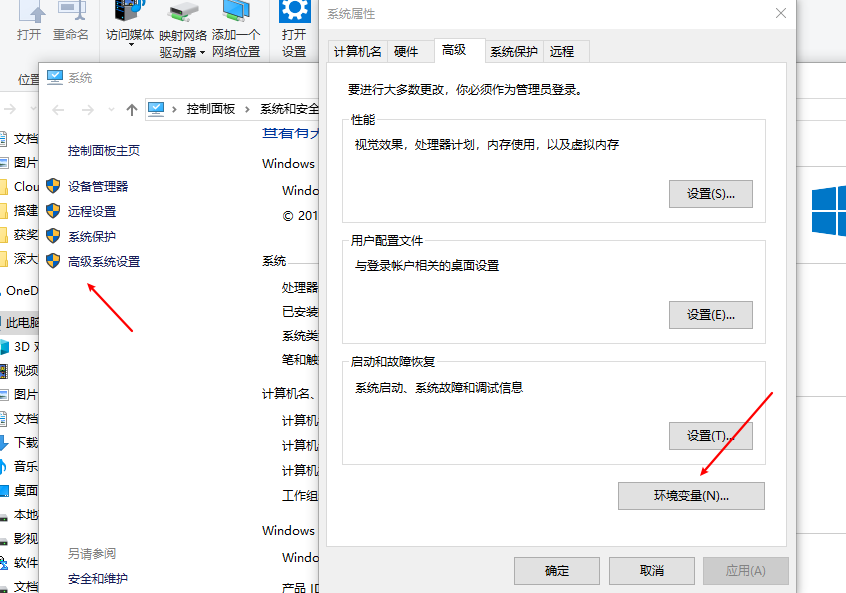 打开
重命名
访问媒体
映射网络
驱动器
添加一个
网络位置
打开
设置
位置
系统
控制面板
系统和安全
文档
图片
Clou
搭建
获奖
深大
OneD
此电脑
3D 对
视频
图片
文档
下载
音乐
桌面
本地
影视
软件
文档
控制面板主页
设备管理器
远程设置
系统保护
高级系统设置
另请参阅
安全和维护
查看有关
Windows
Windo
© 201
系统
处理器
已安装
系统类
笔和触
计算机名、
计算机
计算机
计算机
工作组
Windows
Windo
产品 ID
系统属性
计算机名
硬件
高级
系统保护
远程
要进行大多数更改，你必须作为管理员登录。
性能
视觉效果，处理器计划，内存使用，以及虚拟内存
设置(S)...
用户配置文件
与登录帐户相关的桌面设置
设置(E)...
启动和故障恢复
系统启动、系统故障和调试信息
设置(T)...
环境变量(N)...
确定
取消
应用(A)